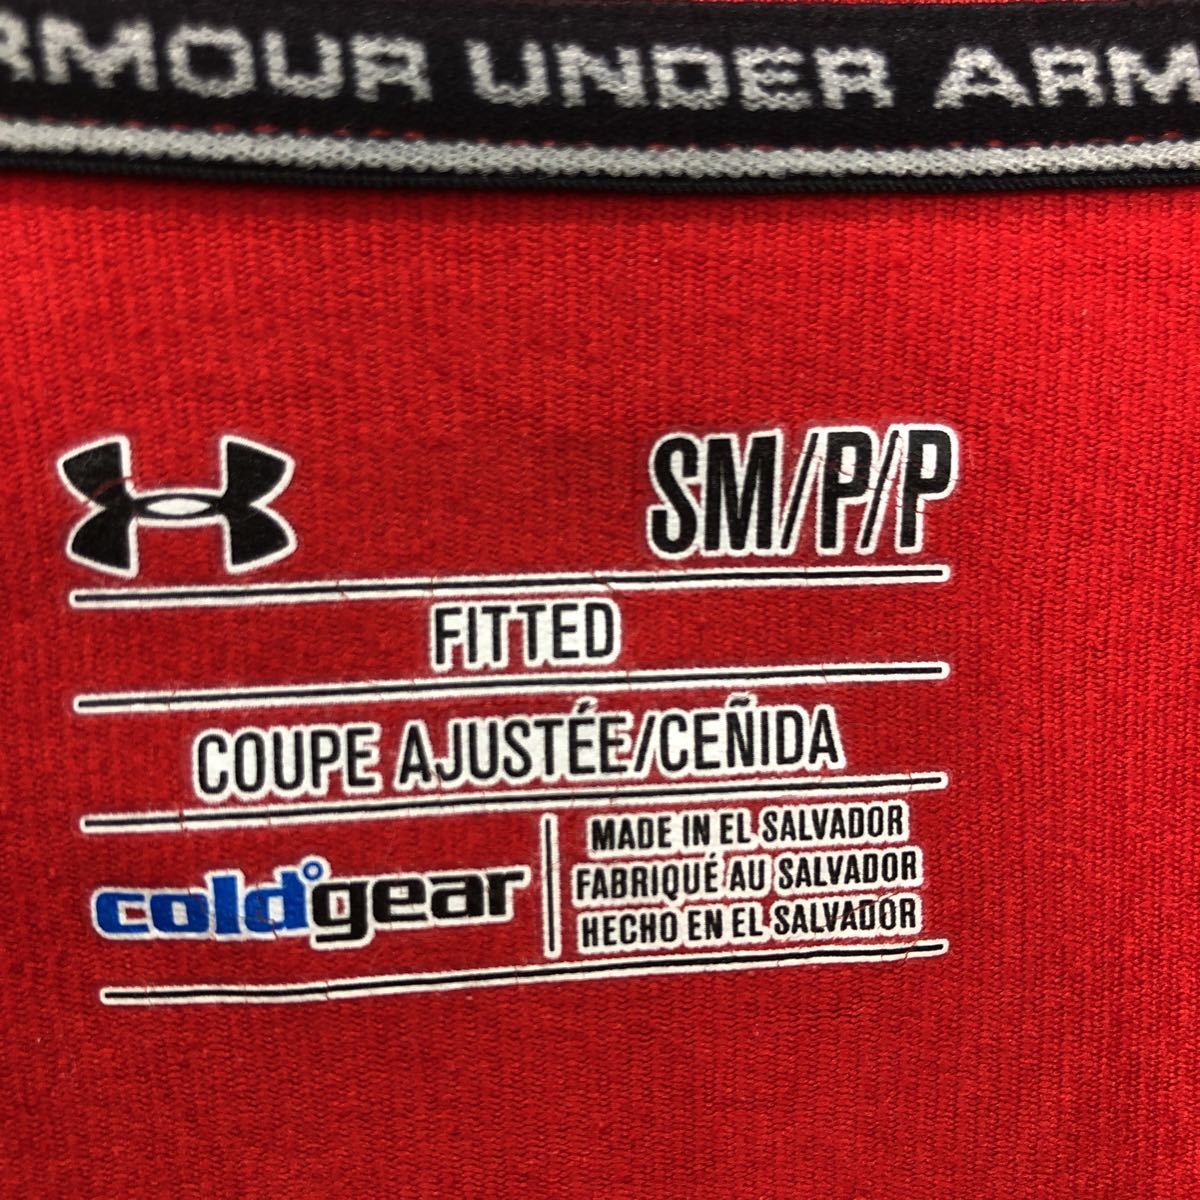 RMOUR UNDER ARM
SM/P/P
FITTED
COUPE AJUSTÉE/CEÑIDA
coldgear
MADE IN EL SALVADOR
FABRIQUÉ AU SALVADOR
HECHO EN EL SALVADOR